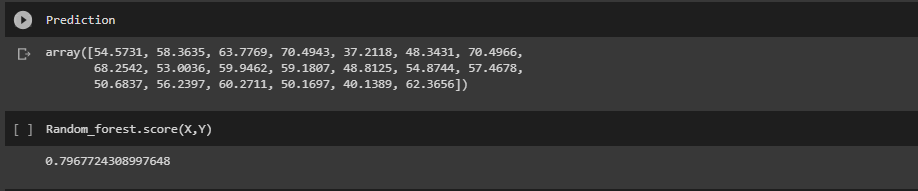 Prediction
array([54.5731, 58.3635, 63.7769, 70.4943, 37.2118, 48.3431, 70.4966,
68.2542, 53.0036, 59.9462, 59.1807, 48.8125, 54.8744, 57.4678,
50.6837, 56.2397, 60.2711, 50.1697, 40.1389, 62.3656])
[ ] Random_forest.score(X,Y)
0.7967724308997648